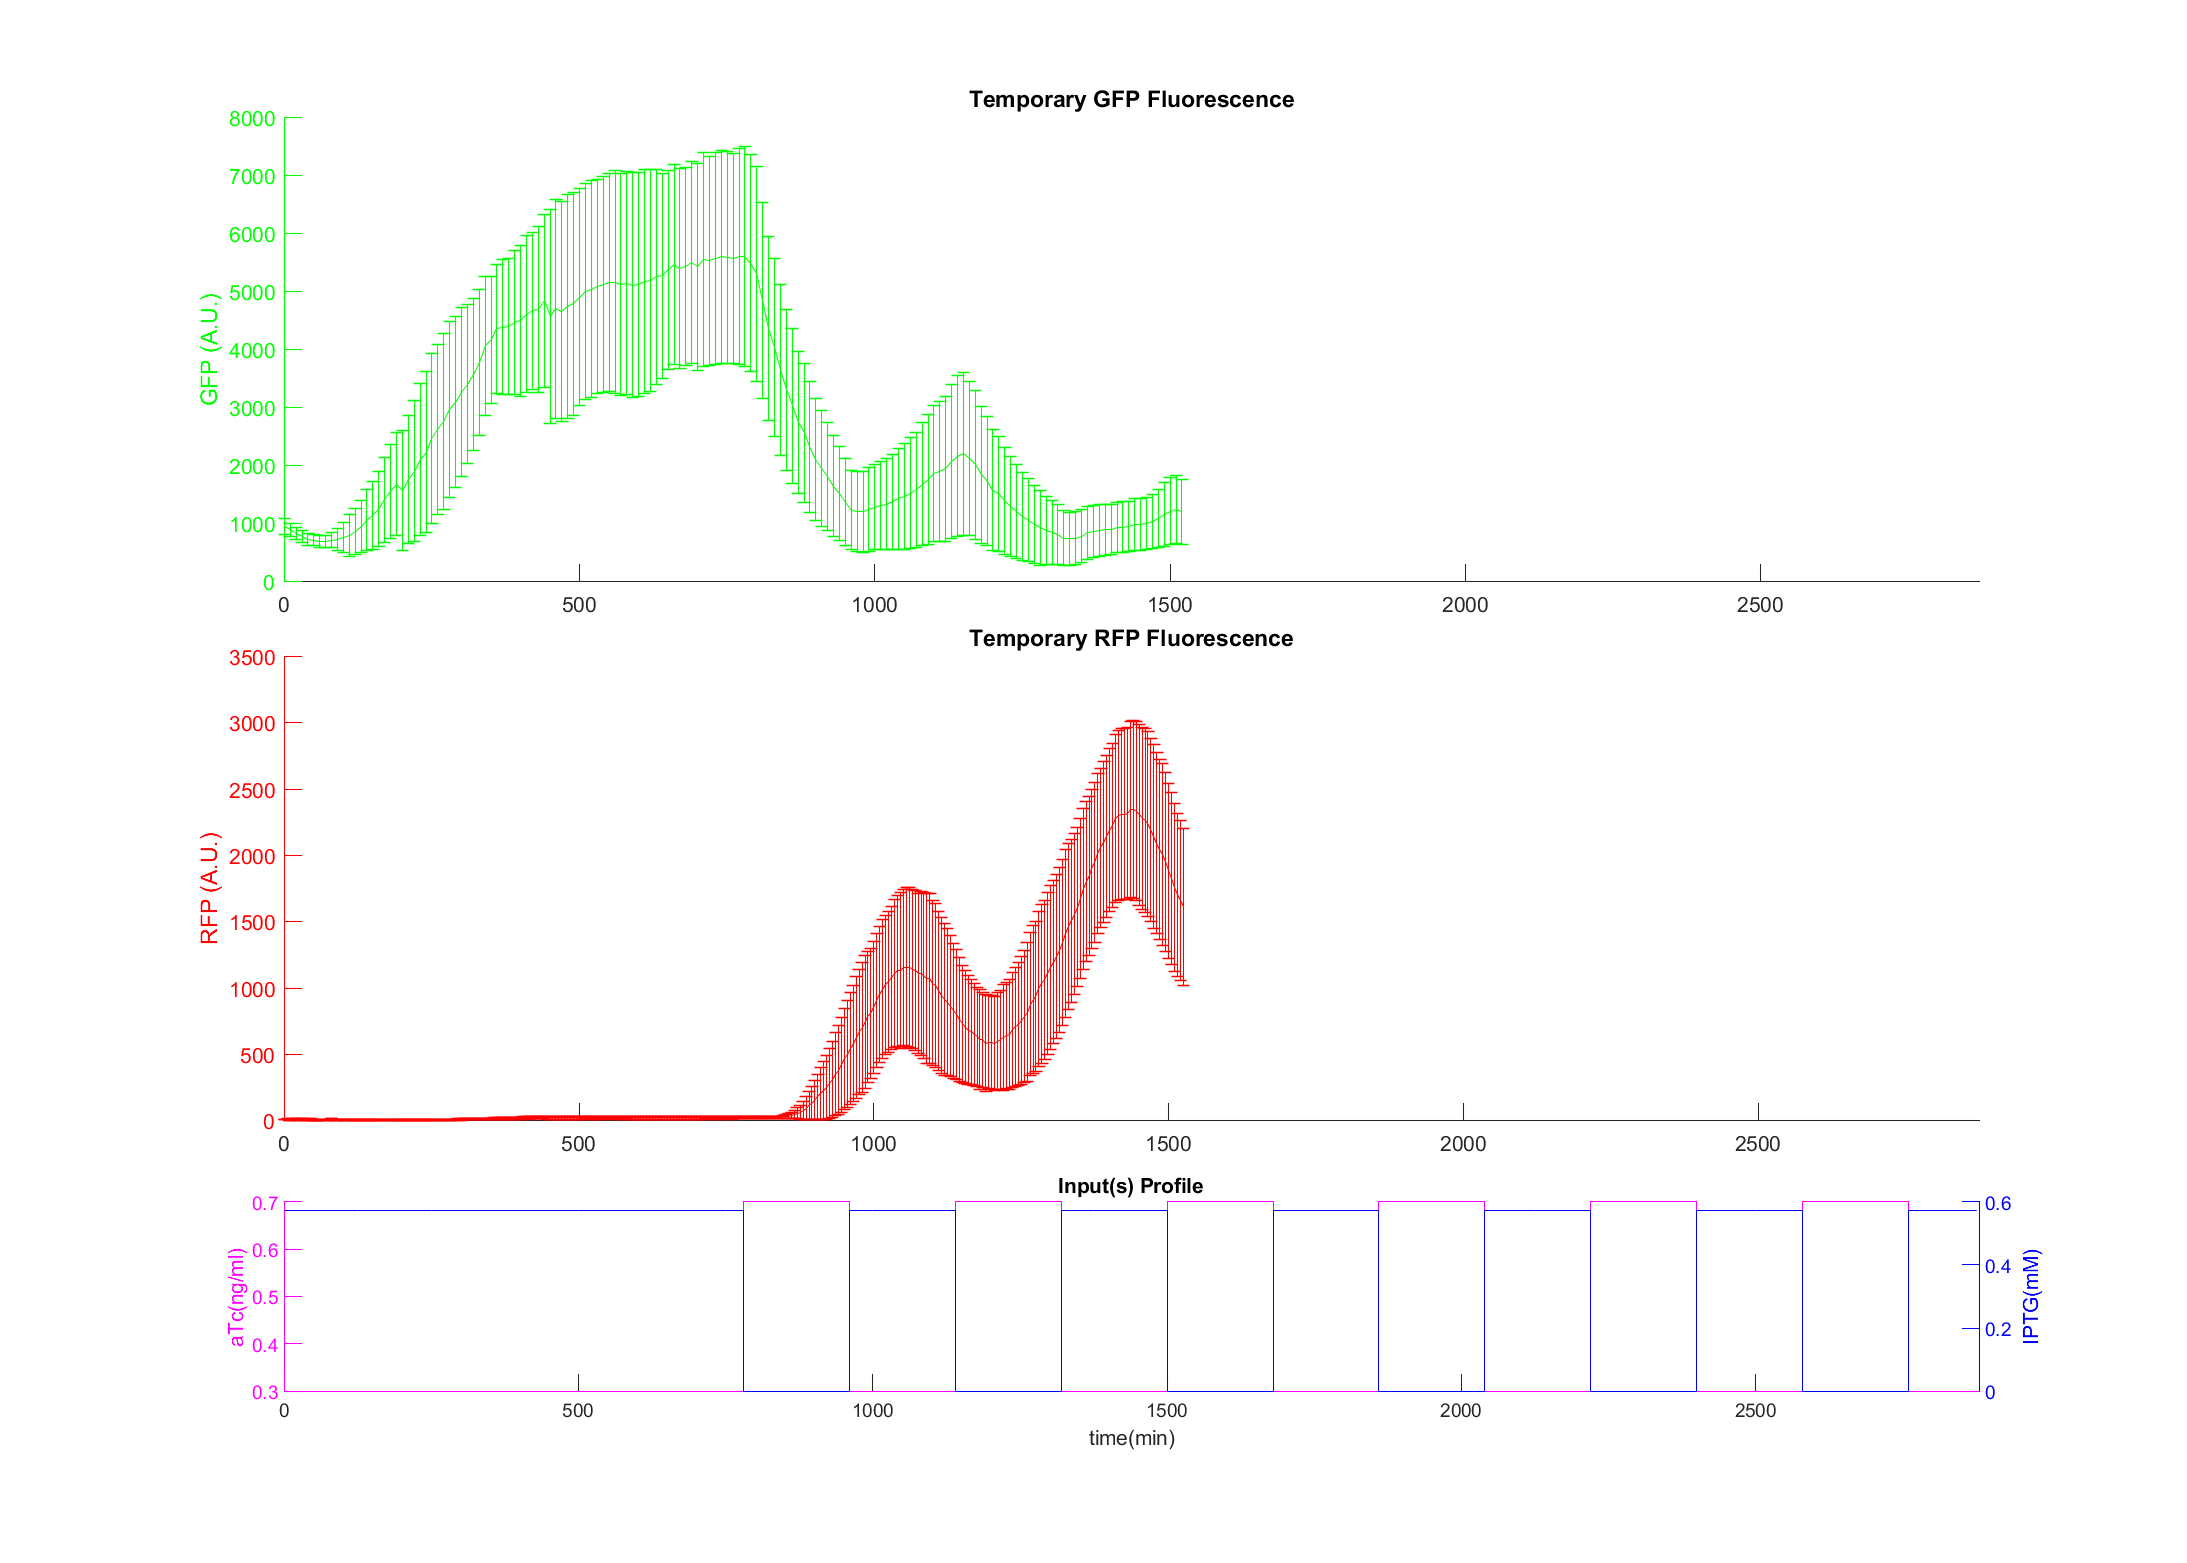 Temporary GFP Fluorescence
8000
7000
6000
5000
4000
3000
2000
1000
0
GFP (A.U.)
0 500 1000 1500 2000 2500
Temporary RFP Fluorescence
3500
3000
2500
2000
1500
1000
500
0
RFP (A.U.)
0 500 1000 1500 2000 2500
Input(s) Profile
0.7
0.6
0.5
0.4
0.3
aTc(ng/ml)
0.6
0.4
0.2
0
IPTG(mM)
0 500 1000 1500 2000 2500
time(min)